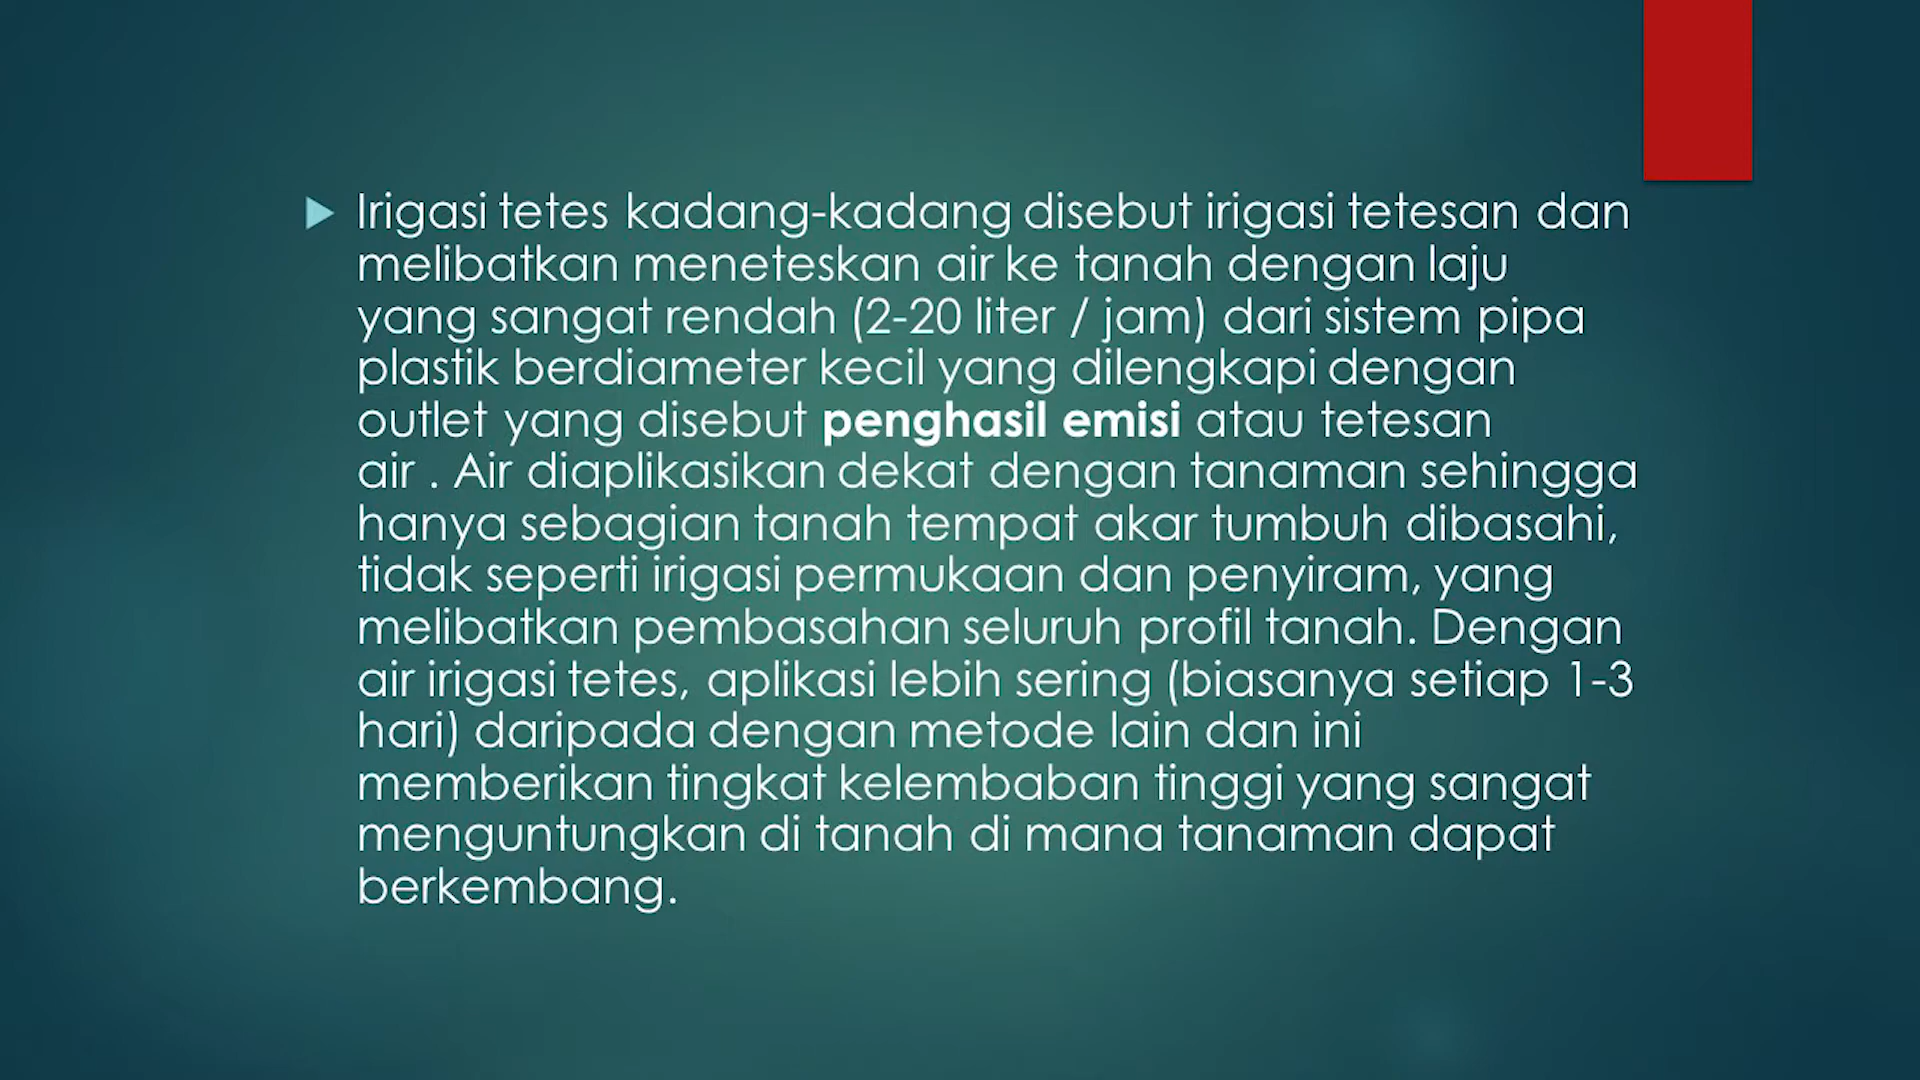 Irigasi tetes kadang-kadang disebut irigasi tetesan dan
melibatkan meneteskan air ke tanah dengan laju
yang sangat rendah (2-20 liter / jam) dari sistem pipa
plastik berdiameter kecil yang dilengkapi dengan
outlet yang disebut penghasil emisi atau tetesan
air . Air diaplikasikan dekat dengan tanaman sehingga
hanya sebagian tanah tempat akar tumbuh dibasahi,
tidak seperti irigasi permukaan dan penyiram, yang
melibatkan pembasahan seluruh profil tanah. Dengan
air irigasi tetes, aplikasi lebih sering (biasanya setiap 1-3
hari) daripada dengan metode lain dan ini
memberikan tingkat kelembaban tinggi yang sangat
menguntungkan di tanah di mana tanaman dapat
berkembang.